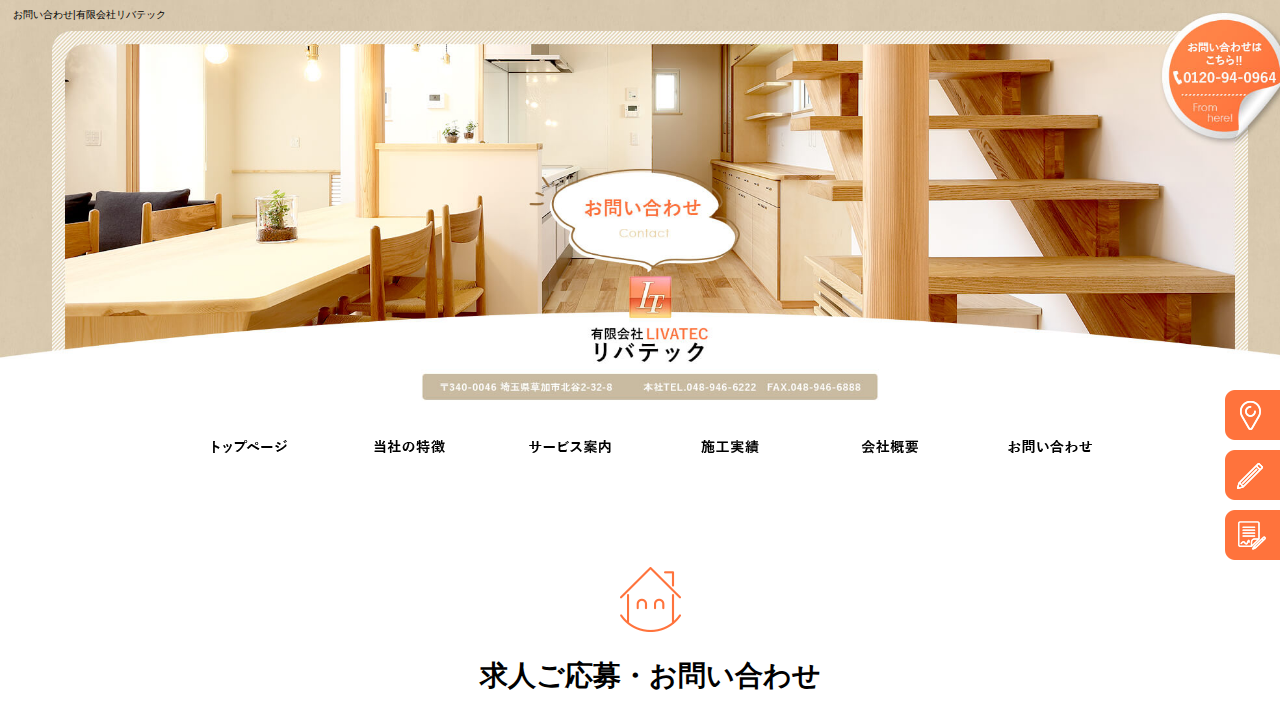 お問い合わせ|有限会社リバテック
お問い合わせは
こちら!!
0120-94-0964
From
here!
お問い合わせ
Contact
LT
有限会社 LIVATEC
リバテック
〒340-0046 埼玉県草加市北谷2-32-8 本社TEL.048-946-6222 FAX.048-946-6888
トップページ 当社の特徴 サービス案内 施工実績 会社概要 お問い合わせ
求人ご応募・お問い合わせ